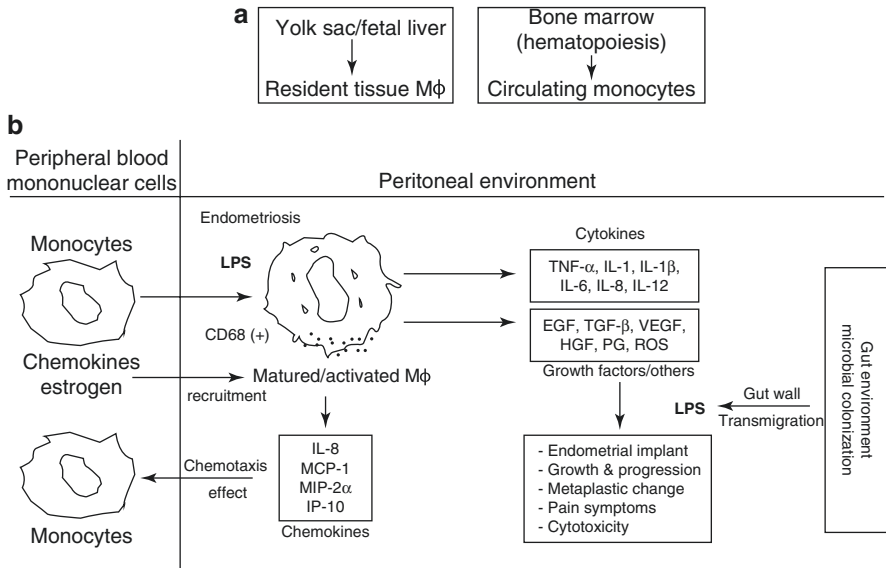 a
Yolk sac/fetal liver
Resident tissue Mϕ
Bone marrow
(hematopoiesis)
Circulating monocytes
b
Peripheral blood
mononuclear cells
Peritoneal environment
Monocytes
Chemokines
estrogen
Monocytes
Endometriosis
LPS
CD68 (+)
recruitment
Matured/activated Mϕ
Chemotaxis
effect
IL-8
MCP-1
MIP-2α
IP-10
Chemokines
Cytokines
TNF-α, IL-1, IL-1β,
IL-6, IL-8, IL-12
EGF, TGF-β, VEGF,
HGF, PG, ROS
Growth factors/others
LPS
Gut wall
Transmigration
- Endometrial implant
- Growth & progression
- Metaplastic change
- Pain symptoms
- Cytotoxicity
Gut environment
microbial colonization